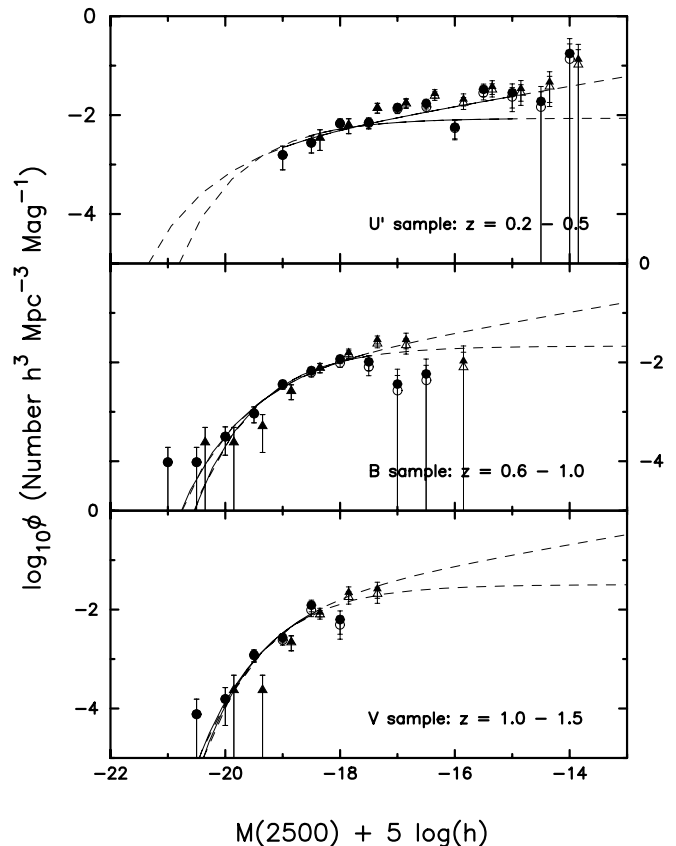 0
−2
−4
U' sample: z = 0.2 − 0.5
0
−2
−4
B sample: z = 0.6 − 1.0
0
−2
−4
V sample: z = 1.0 − 1.5
−22 −20 −18 −16 −14
M(2500) + 5 log(h)
log₁₀ϕ (Number h³ Mpc⁻³ Mag⁻¹)